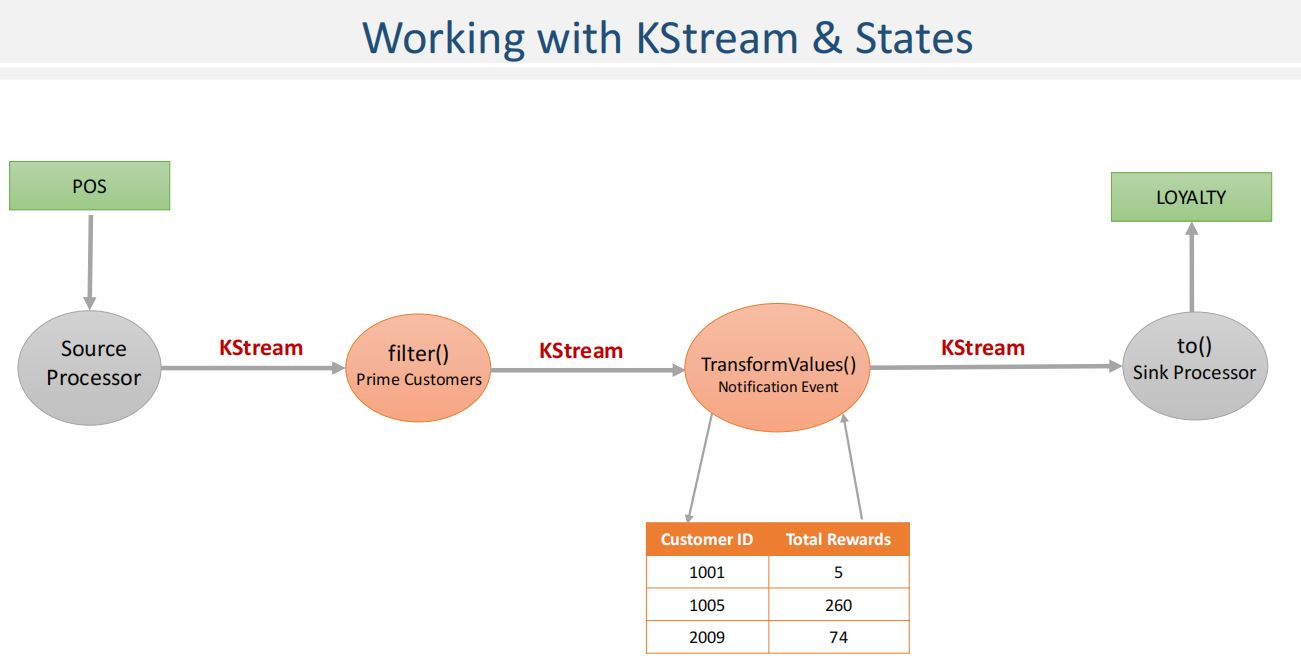 Working with KStream & States
POS
LOYALTY
Source
Processor
KStream
filter()
Prime Customers
KStream
TransformValues()
Notification Event
KStream
to()
Sink Processor
Customer ID Total Rewards
1001 5
1005 260
2009 74